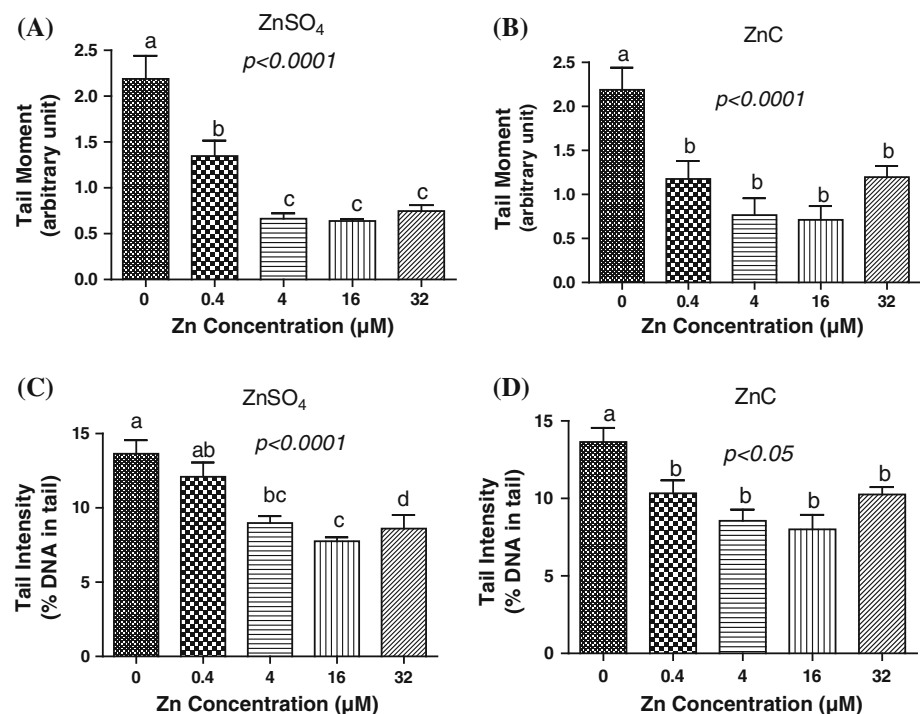 (A)
ZnSO4
p<0.0001
a
b
c
c
c
2.5
2.0
1.5
1.0
0.5
0.0
Tail Moment
(arbitrary unit)
0 0.4 4 16 32
Zn Concentration (µM)
(B)
ZnC
p<0.0001
a
b
b
b
b
2.5
2.0
1.5
1.0
0.5
0.0
Tail Moment
(arbitrary unit)
0 0.4 4 16 32
Zn Concentration (µM)
(C)
ZnSO4
p<0.0001
a
ab
bc
c
d
15
10
5
0
Tail Intensity
(% DNA in tail)
0 0.4 4 16 32
Zn Concentration (µM)
(D)
ZnC
p<0.05
a
b
b
b
b
15
10
5
0
Tail Intensity
(% DNA in tail)
0 0.4 4 16 32
Zn Concentration (µM)